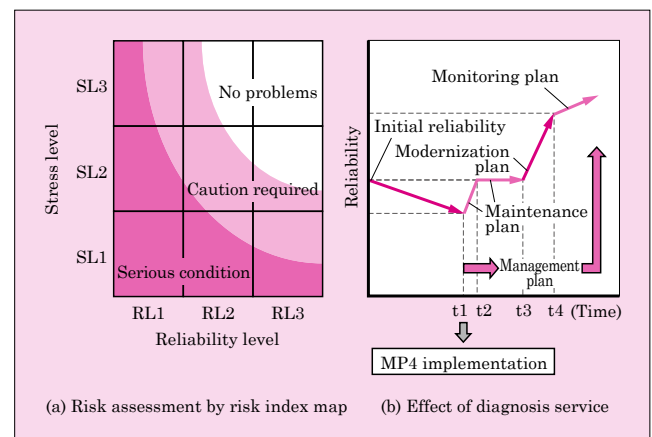 SL3
SL2
SL1
Stress level
No problems
Caution required
Serious condition
RL1 RL2 RL3
Reliability level
(a) Risk assessment by risk index map
Reliability
Monitoring plan
Initial reliability
Modernization
plan
Maintenance
plan
Management
plan
t1 t2 t3 t4 (Time)
MP4 implementation
(b) Effect of diagnosis service